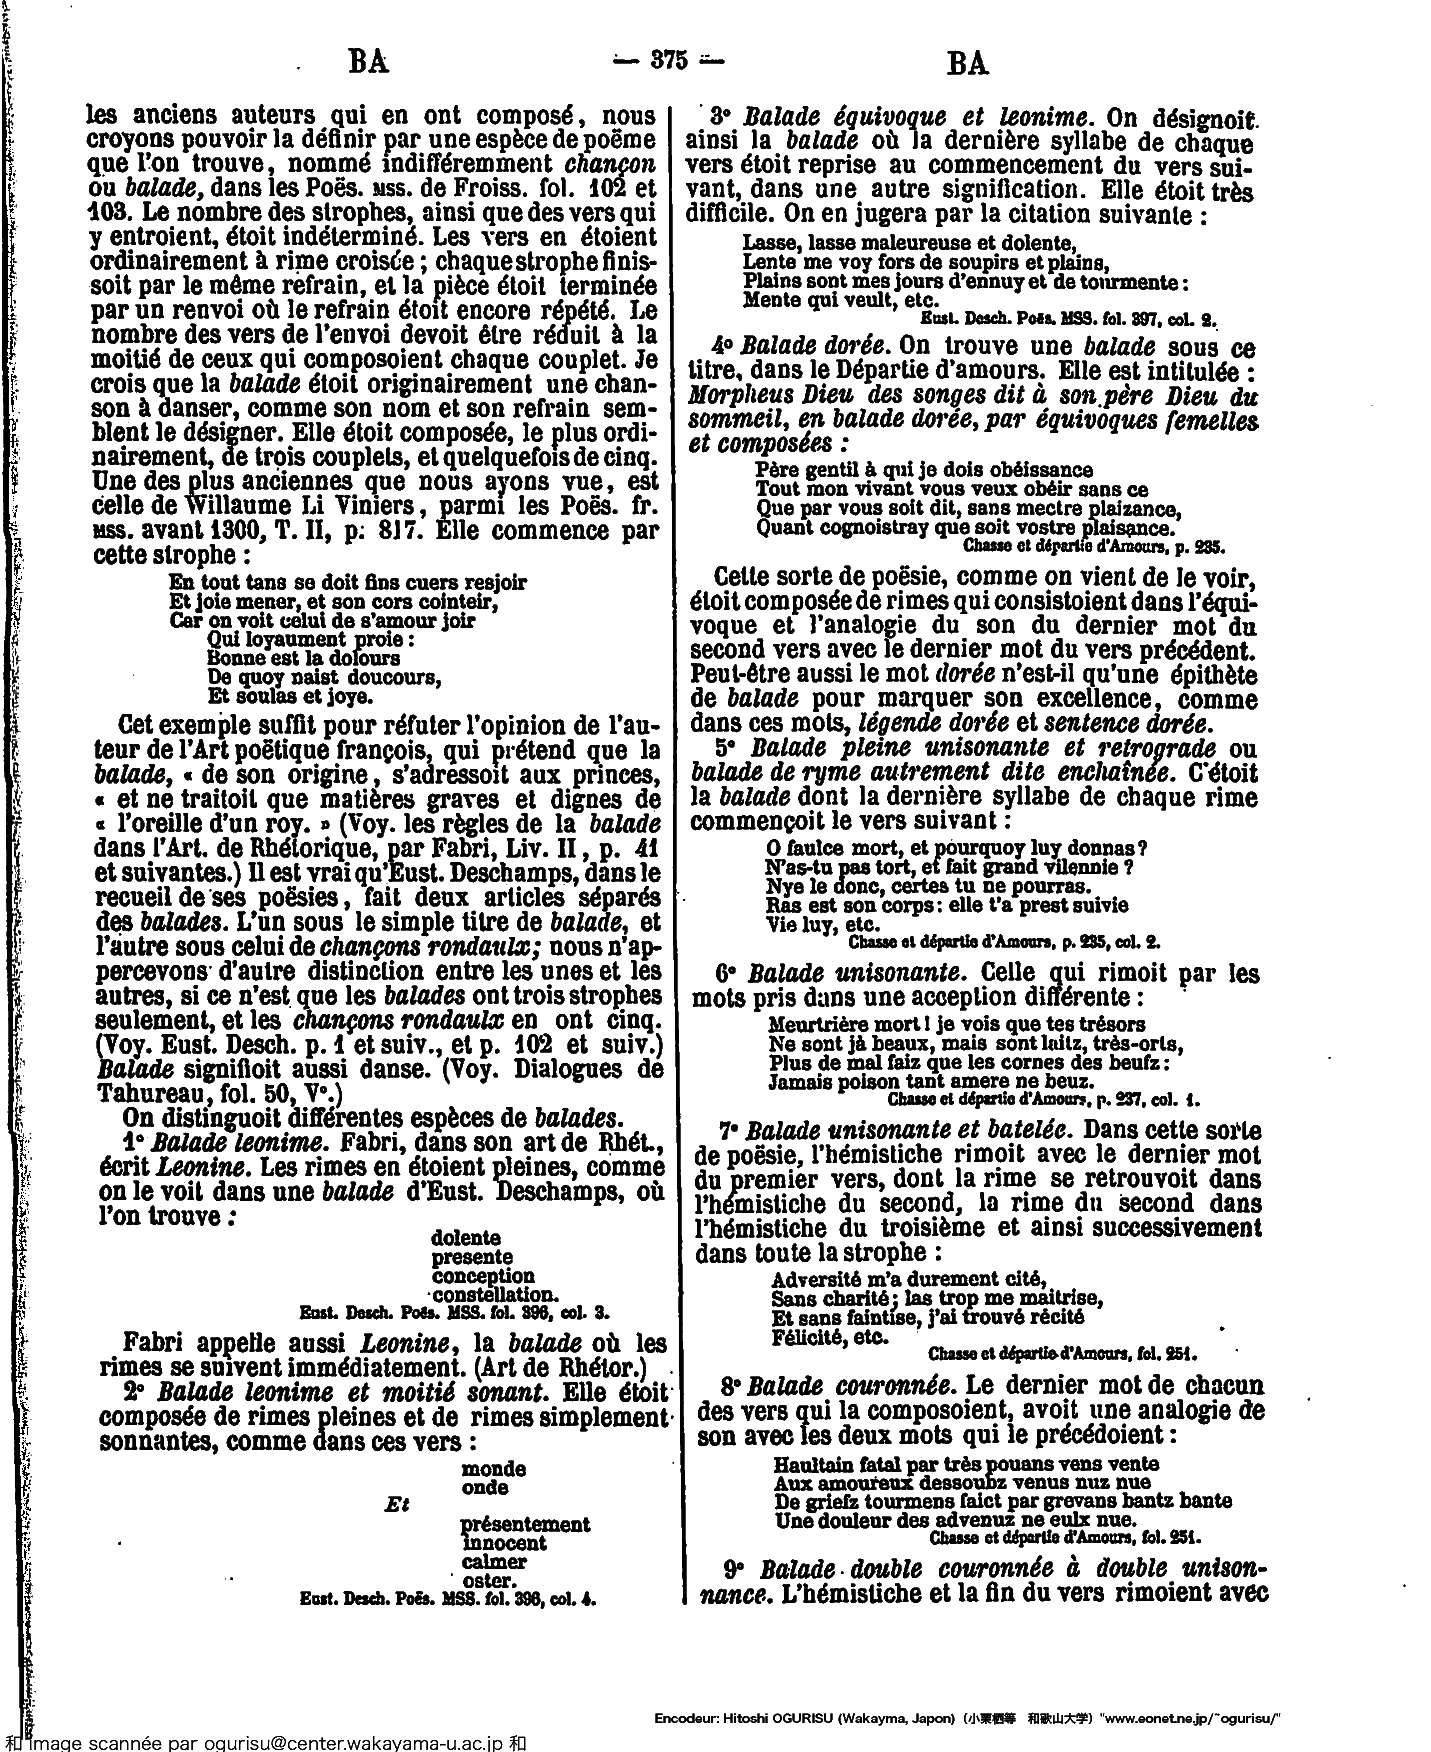 BA — 375 — BA
les anciens auteurs qui en ont composé, nous
croyons pouvoir la définir par une espèce de poëme
que l'on trouve, nommé indifféremment chançon
ou balade, dans les Poës. MSS. de Froiss. fol. 102 et
103. Le nombre des strophes, ainsi que des vers qui
y entroient, étoit indéterminé. Les vers en étoient
ordinairement à rime croisée ; chaque strophe finis-
soit par le même refrain, et la pièce étoit terminée
par un renvoi où le refrain étoit encore répété. Le
nombre des vers de l'envoi devoit être réduit à la
moitié de ceux qui composoient chaque couplet. Je
crois que la balade étoit originairement une chan-
son à danser, comme son nom et son refrain sem-
blent le désigner. Elle étoit composée, le plus ordi-
nairement, de trois couplets, et quelquefois de cinq.
Une des plus anciennes que nous ayons vue, est
celle de Willaume Li Viniers, parmi les Poës. fr.
MSS. avant 1300, T. II, p. 817. Elle commence par
cette strophe :
En tout tans se doit fins cuers resjoir
Et joie mener, et son cors cointeir,
Car on voit celui de s'amour joir
Qui loyaument proie :
Bonne est la dolours
De quoy naist doucours,
Et soulas et joye.
Cet exemple suffit pour réfuter l'opinion de l'au-
teur de l'Art poëtique françois, qui prétend que la
balade, « de son origine, s'adressoit aux princes,
« et ne traitoit que matières graves et dignes de
« l'oreille d'un roy. » (Voy. les règles de la balade
dans l'Art. de Rhétorique, par Fabri, Liv. II, p. 41
et suivantes.) Il est vrai qu'Eust. Deschamps, dans le
recueil de ses poësies, fait deux articles séparés
des balades. L'un sous le simple titre de balade, et
l'autre sous celui de chançons rondaulx; nous n'ap-
percevons d'autre distinction entre les unes et les
autres, si ce n'est que les balades ont trois strophes
seulement, et les chançons rondaulx en ont cinq.
(Voy. Eust. Desch. p. 1 et suiv., et p. 102 et suiv.)
Balade signifioit aussi danse. (Voy. Dialogues de
Tahureau, fol. 50, V°.)
On distinguoit différentes espèces de balades.
1° Balade leonime. Fabri, dans son art de Rhét.,
écrit Leonine. Les rimes en étoient pleines, comme
on le voit dans une balade d'Eust. Deschamps, où
l'on trouve :
dolente
presente
conception
constellation.
Eust. Desch. Poës. MSS. fol. 396, col. 3.
Fabri appelle aussi Leonine, la balade où les
rimes se suivent immédiatement. (Art de Rhétor.)
2° Balade leonime et moitié sonant. Elle étoit
composée de rimes pleines et de rimes simplement
sonnantes, comme dans ces vers :
monde
onde
Et
présentement
innocent
calmer
oster.
Eust. Desch. Poës. MSS. fol. 396, col. 4.
3° Balade équivoque et leonime. On désignoit
ainsi la balade où la dernière syllabe de chaque
vers étoit reprise au commencement du vers sui-
vant, dans une autre signification. Elle étoit très
difficile. On en jugera par la citation suivante :
Lasse, lasse maleureuse et dolente,
Lente me voy fors de soupirs et plains,
Plains sont mes jours d'ennuy et de tourmente :
Mente qui veult, etc.
Eust. Desch. Poës. MSS. fol. 397, col. 2.
4° Balade dorée. On trouve une balade sous ce
titre, dans le Départie d'amours. Elle est intitulée :
Morpheus Dieu des songes dit à son père Dieu du
sommeil, en balade dorée, par équivoques femelles
et composées :
Père gentil à qui je dois obéissance
Tout mon vivant vous veux obéir sans ce
Que par vous soit dit, sans mectre plaizance,
Quant cognoistray que soit vostre plaisance.
Chasse et départie d'Amours, p. 235.
Cette sorte de poësie, comme on vient de le voir,
étoit composée de rimes qui consistoient dans l'équi-
voque et l'analogie du son du dernier mot du
second vers avec le dernier mot du vers précédent.
Peut-être aussi le mot dorée n'est-il qu'une épithète
de balade pour marquer son excellence, comme
dans ces mots, légende dorée et sentence dorée.
5° Balade pleine unisonante et retrograde ou
balade de ryme autrement dite enchaînée. C'étoit
la balade dont la dernière syllabe de chaque rime
commençoit le vers suivant :
O faulce mort, et pourquoy luy donnas ?
N'as-tu pas tort, et fait grand vilennie ?
Nye le donc, certes tu ne pourras.
Ras est son corps : elle t'a prest suivie
Vie luy, etc.
Chasse et départie d'Amours, p. 235, col. 2.
6° Balade unisonante. Celle qui rimoit par les
mots pris dans une acception différente :
Meurtrière mort ! je vois que tes trésors
Ne sont jà beaux, mais sont luitz, très-orts,
Plus de mal faiz que les cornes des beufz :
Jamais poison tant amere ne beuz.
Chasse et départie d'Amours, p. 237, col. 1.
7° Balade unisonante et batelée. Dans cette sorte
de poësie, l'hémistiche rimoit avec le dernier mot
du premier vers, dont la rime se retrouvoit dans
l'hémistiche du second, la rime du second dans
l'hémistiche du troisième et ainsi successivement
dans toute la strophe :
Adversité m'a durement cité,
Sans charité ; las trop me maitrise,
Et sans faintise, j'ai trouvé récité
Félicité, etc.
Chasse et départie d'Amours, fol. 251.
8° Balade couronnée. Le dernier mot de chacun
des vers qui la composoient, avoit une analogie de
son avec les deux mots qui le précédoient :
Haultain fatal par très pouans vens vente
Aux amoureux dessoubz venus nuz nue
De griefz tourmens faict par grevans bantz bante
Une douleur des advenuz ne eulx nue.
Chasse et départie d'Amours, fol. 251.
9° Balade double couronnée à double unison-
nance. L'hémistiche et la fin du vers rimoient avec
Encodeur: Hitoshi OGURISU (Wakayma, Japon) (小栗栖等 和歌山大学) "www.eonet.ne.jp/~ogurisu/"
和 Image scannée par ogurisu@center.wakayama-u.ac.jp 和